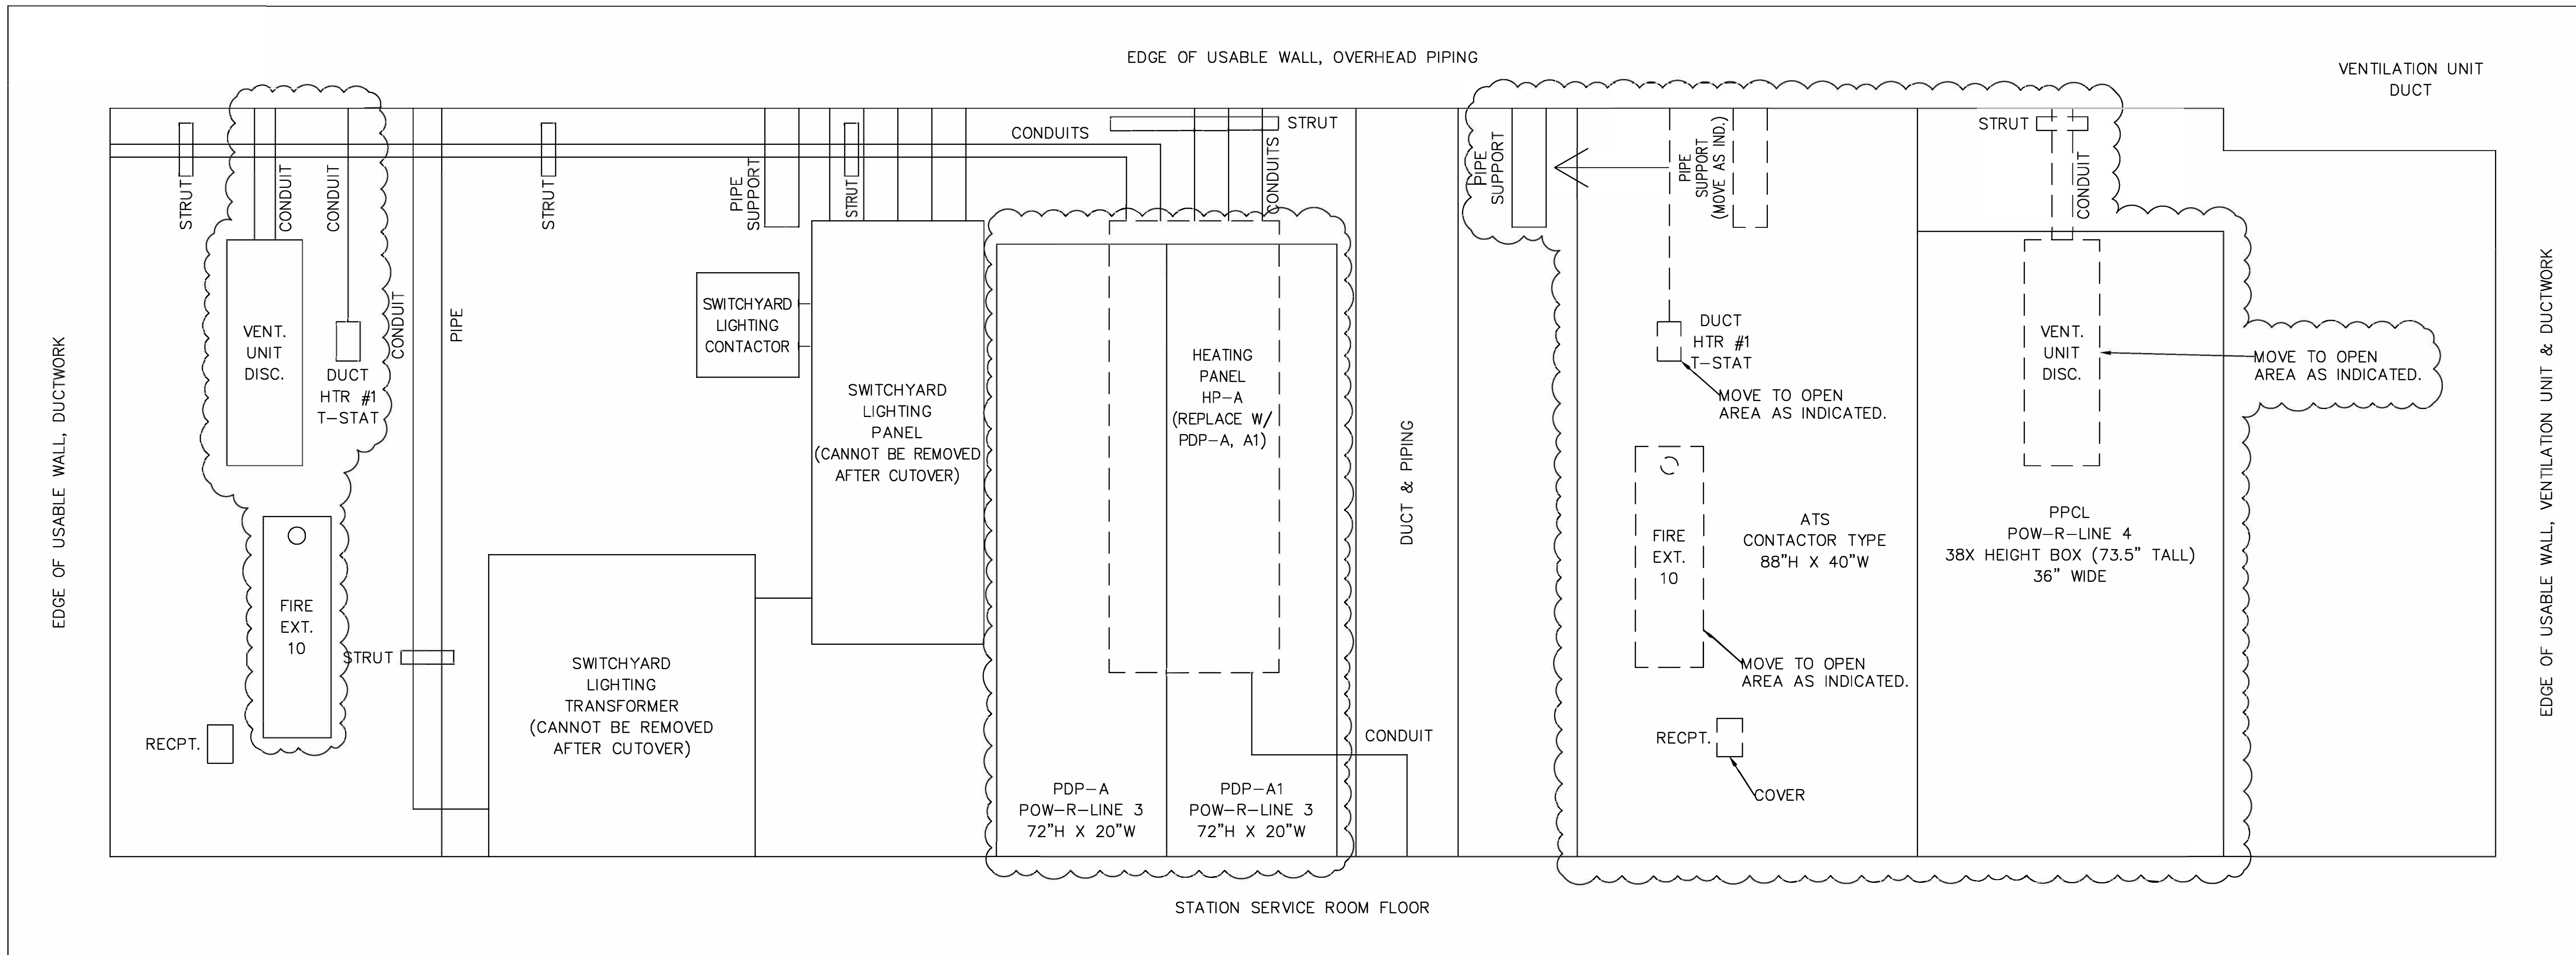 EDGE OF USABLE WALL, OVERHEAD PIPING
VENTILATION UNIT
DUCT
EDGE OF USABLE WALL, DUCTWORK
STRUT
CONDUIT
CONDUIT
VENT.
UNIT
DISC.
DUCT
HTR #1
T-STAT
CONDUIT
PIPE
FIRE
EXT.
10
STRUT
RECPT.
STRUT
PIPE
SUPPORT
STRUT
SWITCHYARD
LIGHTING
CONTACTOR
SWITCHYARD
LIGHTING
PANEL
(CANNOT BE REMOVED
AFTER CUTOVER)
SWITCHYARD
LIGHTING
TRANSFORMER
(CANNOT BE REMOVED
AFTER CUTOVER)
CONDUITS
STRUT
CONDUITS
HEATING
PANEL
HP-A
(REPLACE W/
PDP-A, A1)
PDP-A
POW-R-LINE 3
72"H X 20"W
PDP-A1
POW-R-LINE 3
72"H X 20"W
CONDUIT
DUCT & PIPING
PIPE
SUPPORT
PIPE
SUPPORT
(MOVE AS IND.)
DUCT
HTR #1
T-STAT
MOVE TO OPEN
AREA AS INDICATED.
FIRE
EXT.
10
ATS
CONTACTOR TYPE
88"H X 40"W
MOVE TO OPEN
AREA AS INDICATED.
RECPT.
COVER
STRUT
CONDUIT
VENT.
UNIT
DISC.
MOVE TO OPEN
AREA AS INDICATED.
PPCL
POW-R-LINE 4
38X HEIGHT BOX (73.5" TALL)
36" WIDE
EDGE OF USABLE WALL, VENTILATION UNIT & DUCTWORK
STATION SERVICE ROOM FLOOR